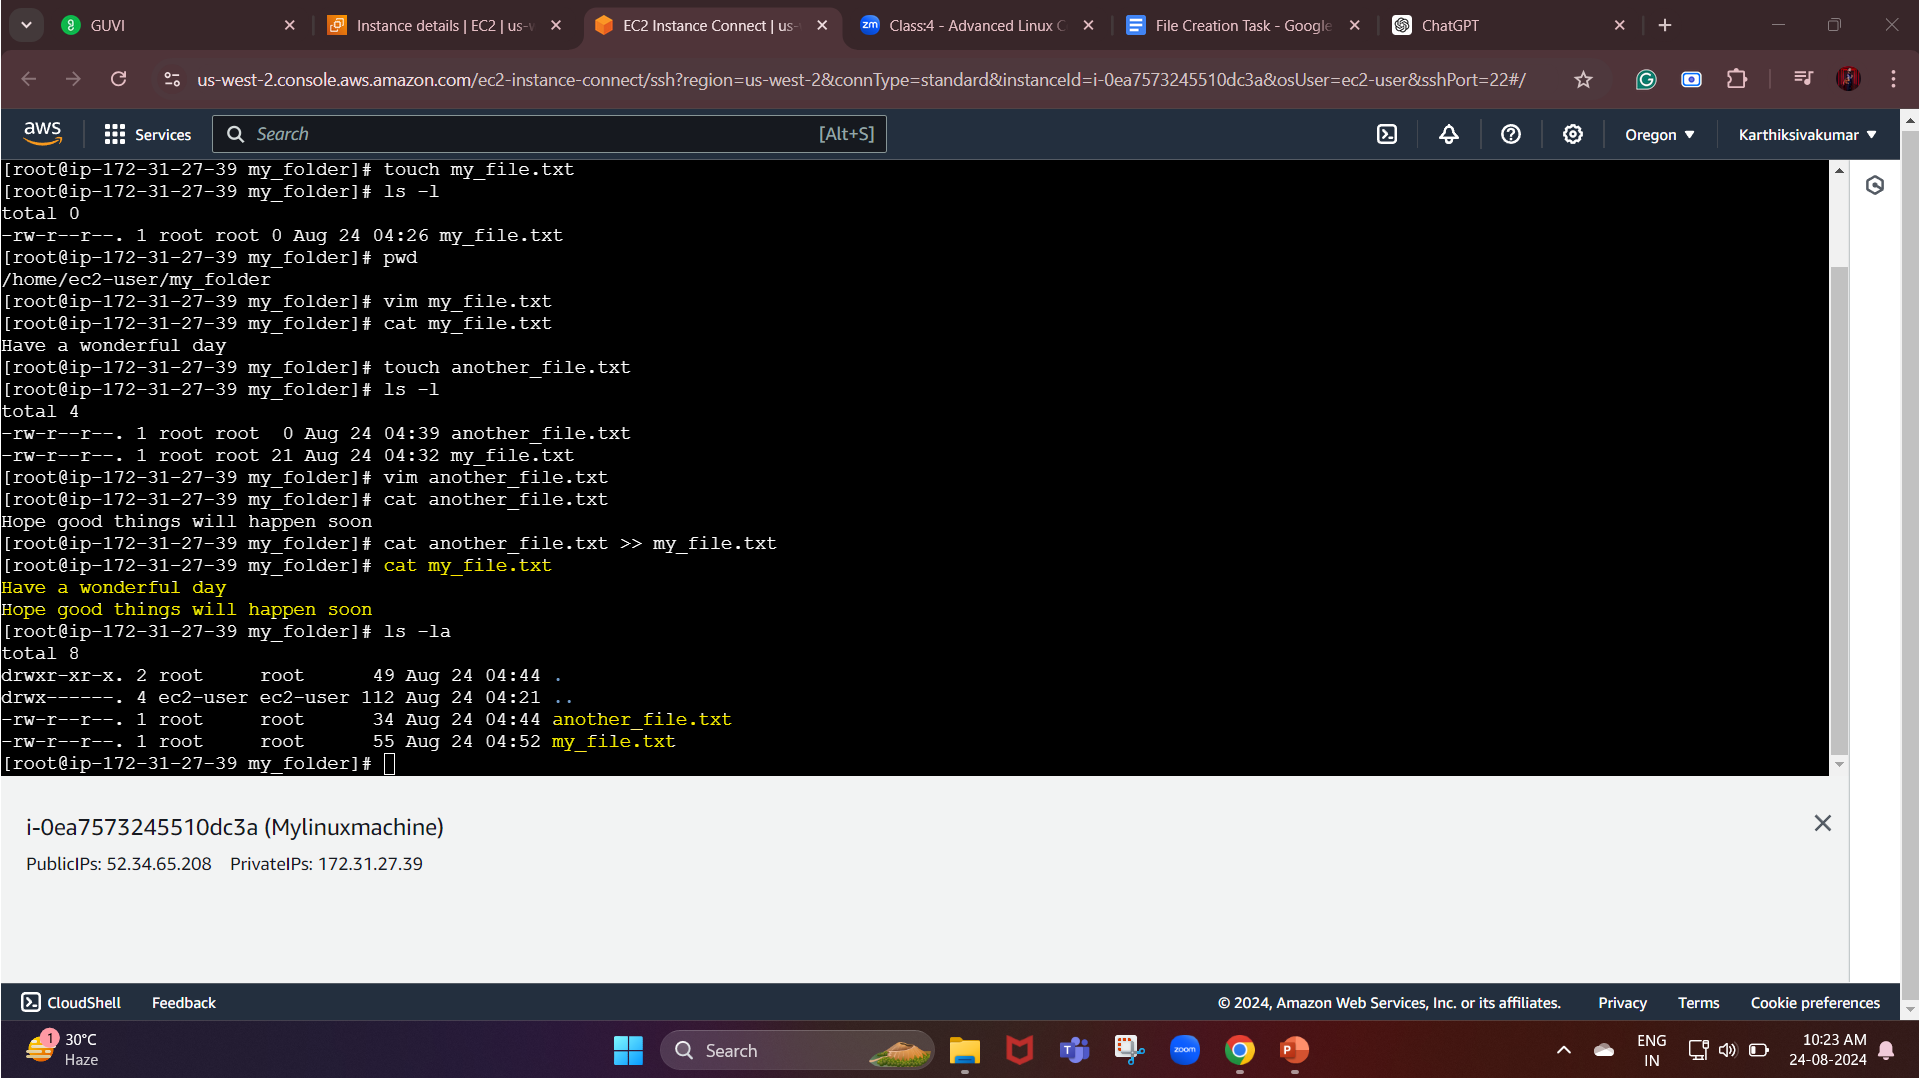 GUVI
Instance details | EC2 | us-w
EC2 Instance Connect | us-
zm
Class:4 - Advanced Linux C
File Creation Task - Google
ChatGPT
us-west-2.console.aws.amazon.com/ec2-instance-connect/ssh?region=us-west-2&connType=standard&instanceId=i-0ea7573245510dc3a&osUser=ec2-user&sshPort=22#/
aws
Services
Search
[Alt+S]
Oregon
Karthiksivakumar
[root@ip-172-31-27-39 my_folder]# touch my_file.txt
[root@ip-172-31-27-39 my_folder]# ls -l
total 0
-rw-r--r--. 1 root root 0 Aug 24 04:26 my_file.txt
[root@ip-172-31-27-39 my_folder]# pwd
/home/ec2-user/my_folder
[root@ip-172-31-27-39 my_folder]# vim my_file.txt
[root@ip-172-31-27-39 my_folder]# cat my_file.txt
Have a wonderful day
[root@ip-172-31-27-39 my_folder]# touch another_file.txt
[root@ip-172-31-27-39 my_folder]# ls -l
total 4
-rw-r--r--. 1 root root  0 Aug 24 04:39 another_file.txt
-rw-r--r--. 1 root root 21 Aug 24 04:32 my_file.txt
[root@ip-172-31-27-39 my_folder]# vim another_file.txt
[root@ip-172-31-27-39 my_folder]# cat another_file.txt
Hope good things will happen soon
[root@ip-172-31-27-39 my_folder]# cat another_file.txt >> my_file.txt
[root@ip-172-31-27-39 my_folder]# cat my_file.txt
Have a wonderful day
Hope good things will happen soon
[root@ip-172-31-27-39 my_folder]# ls -la
total 8
drwxr-xr-x. 2 root     root      49 Aug 24 04:44 .
drwx------. 4 ec2-user ec2-user 112 Aug 24 04:21 ..
-rw-r--r--. 1 root     root      34 Aug 24 04:44 another_file.txt
-rw-r--r--. 1 root     root      55 Aug 24 04:52 my_file.txt
[root@ip-172-31-27-39 my_folder]#
i-0ea7573245510dc3a (Mylinuxmachine)
PublicIPs: 52.34.65.208   PrivateIPs: 172.31.27.39
CloudShell
Feedback
© 2024, Amazon Web Services, Inc. or its affiliates.
Privacy
Terms
Cookie preferences
1
30°C
Haze
Search
zoom
ENG
IN
10:23 AM
24-08-2024